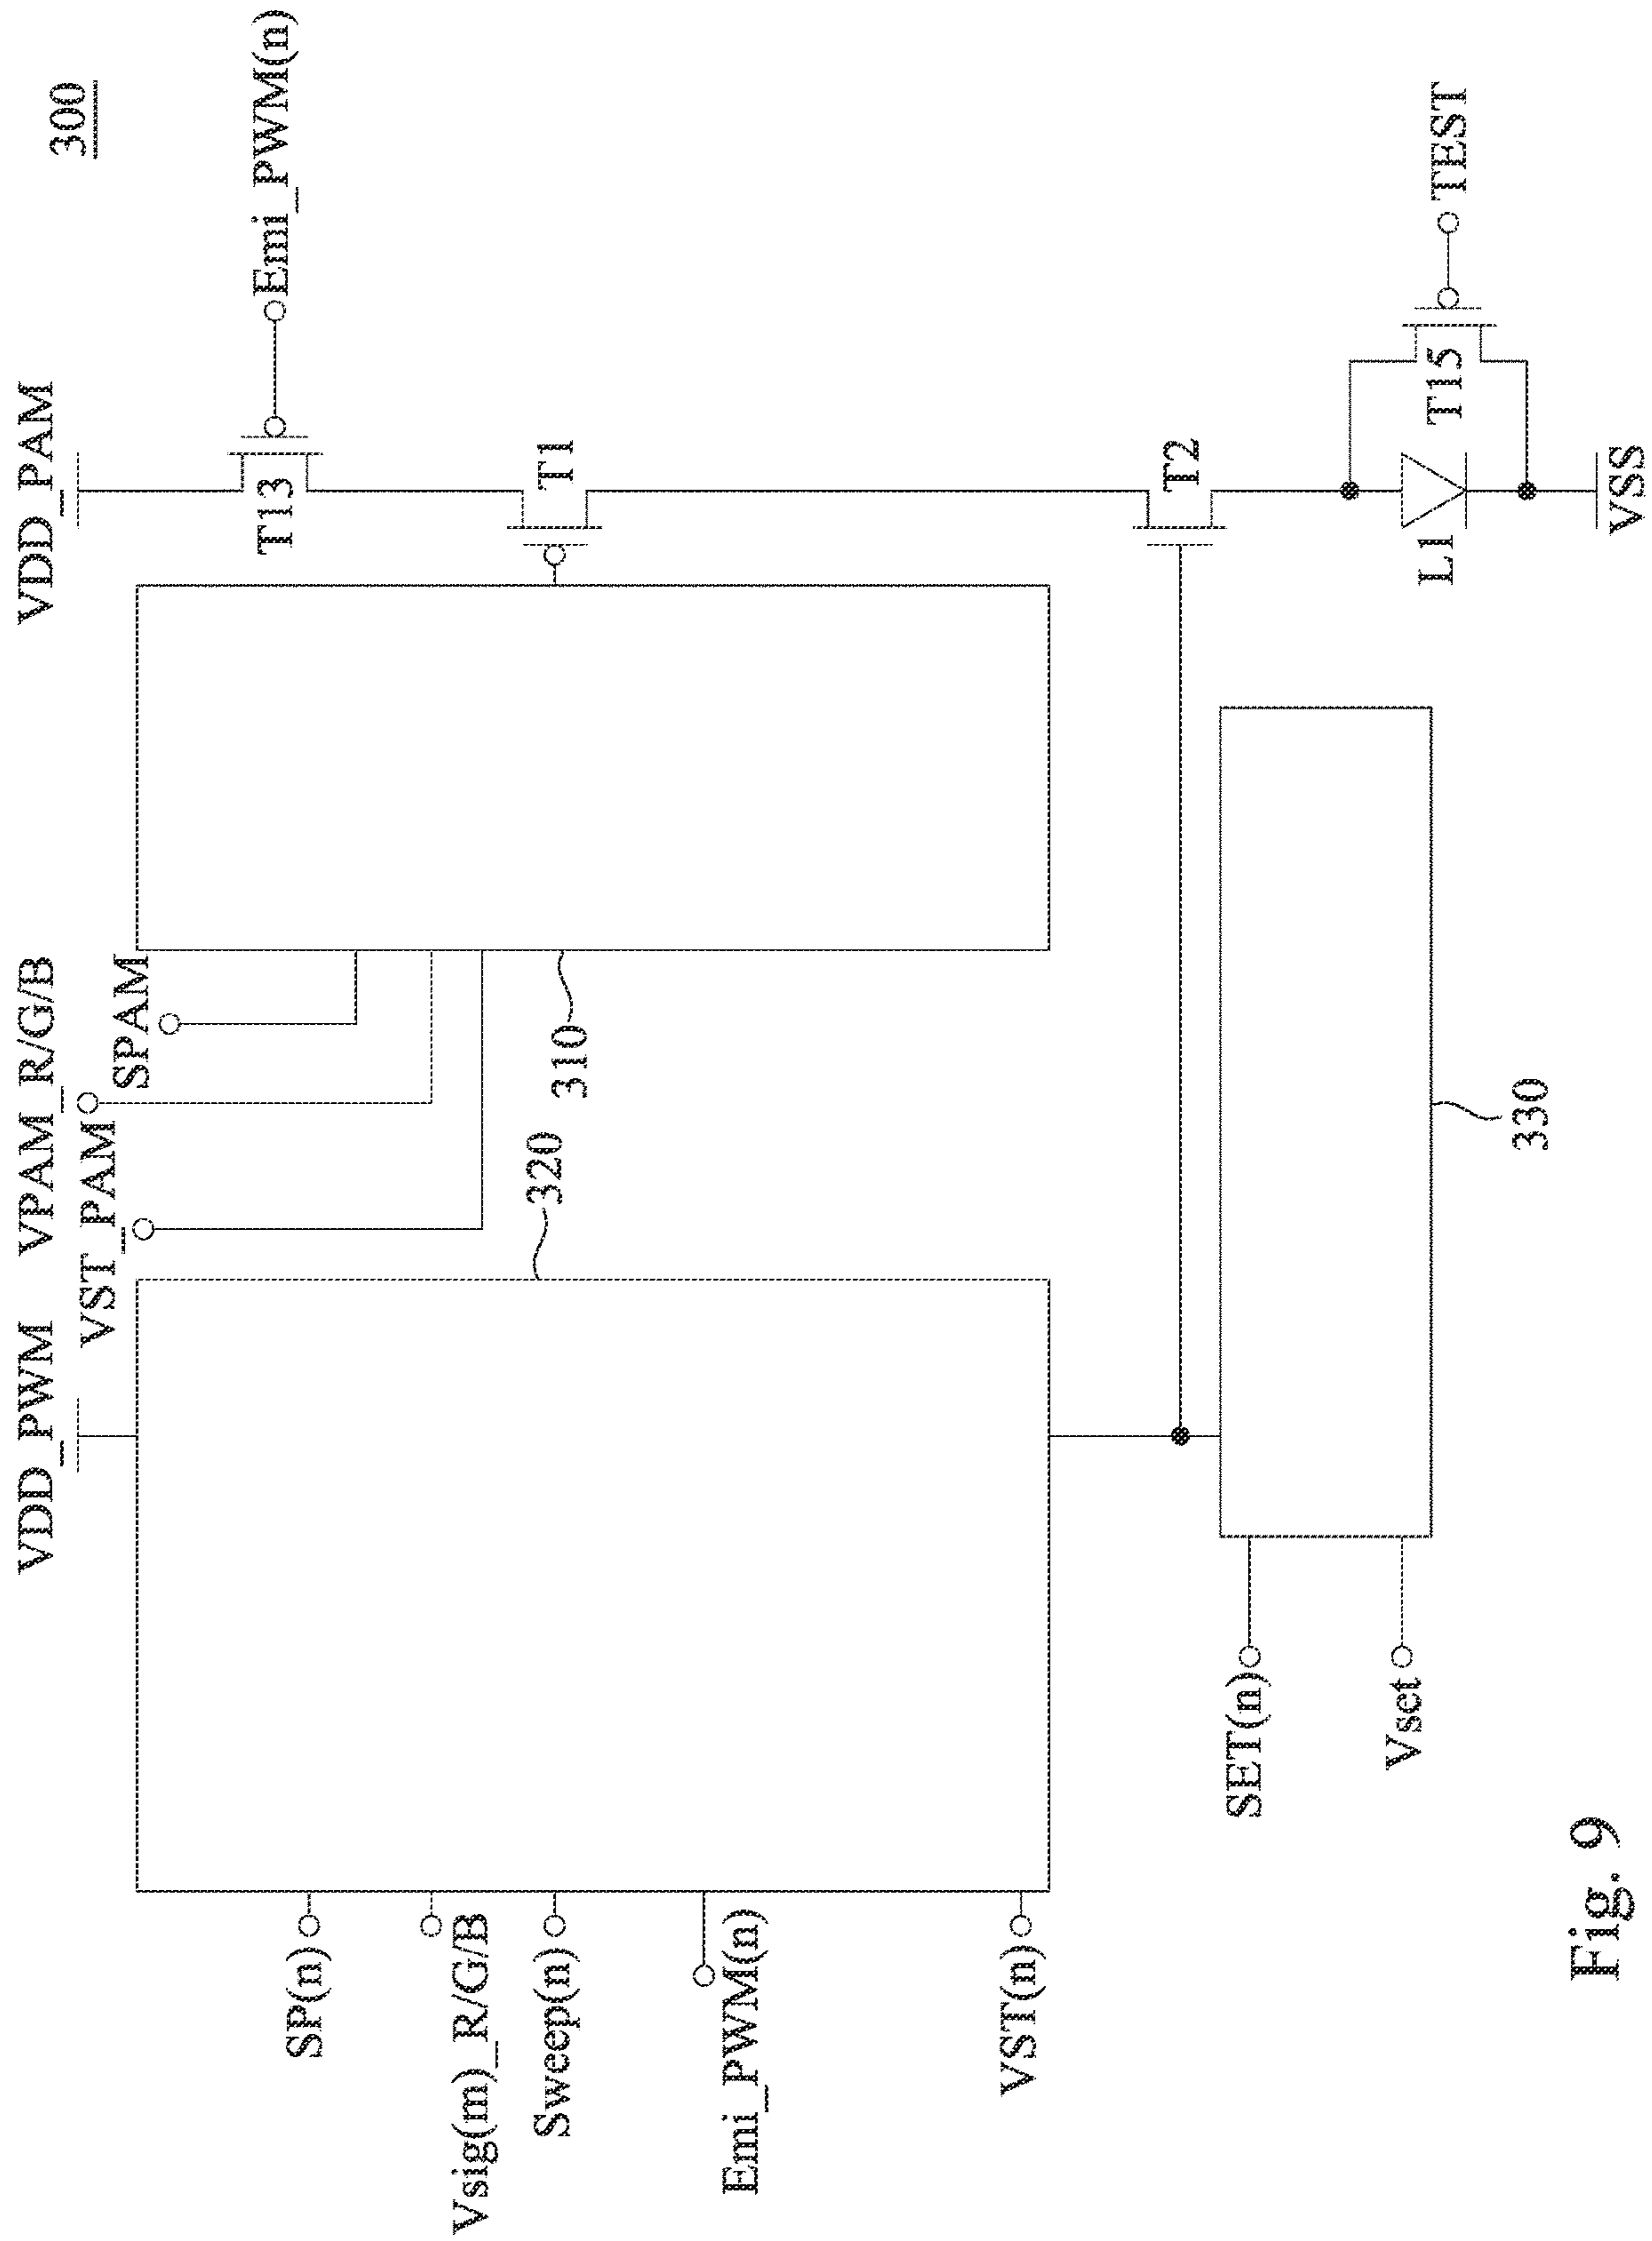 300
VDD_PWM
VPAM_R/G/B
VDD_PAM
VST_PAM
SPAM
Emi_PWM(n)
T13
SP(n)
Vsig(m)_R/G/B
Sweep(n)
320
310
T1
Emi_PWM(n)
VST(n)
T2
SET(n)
Vset
330
L1
T15
TEST
VSS
Fig. 9